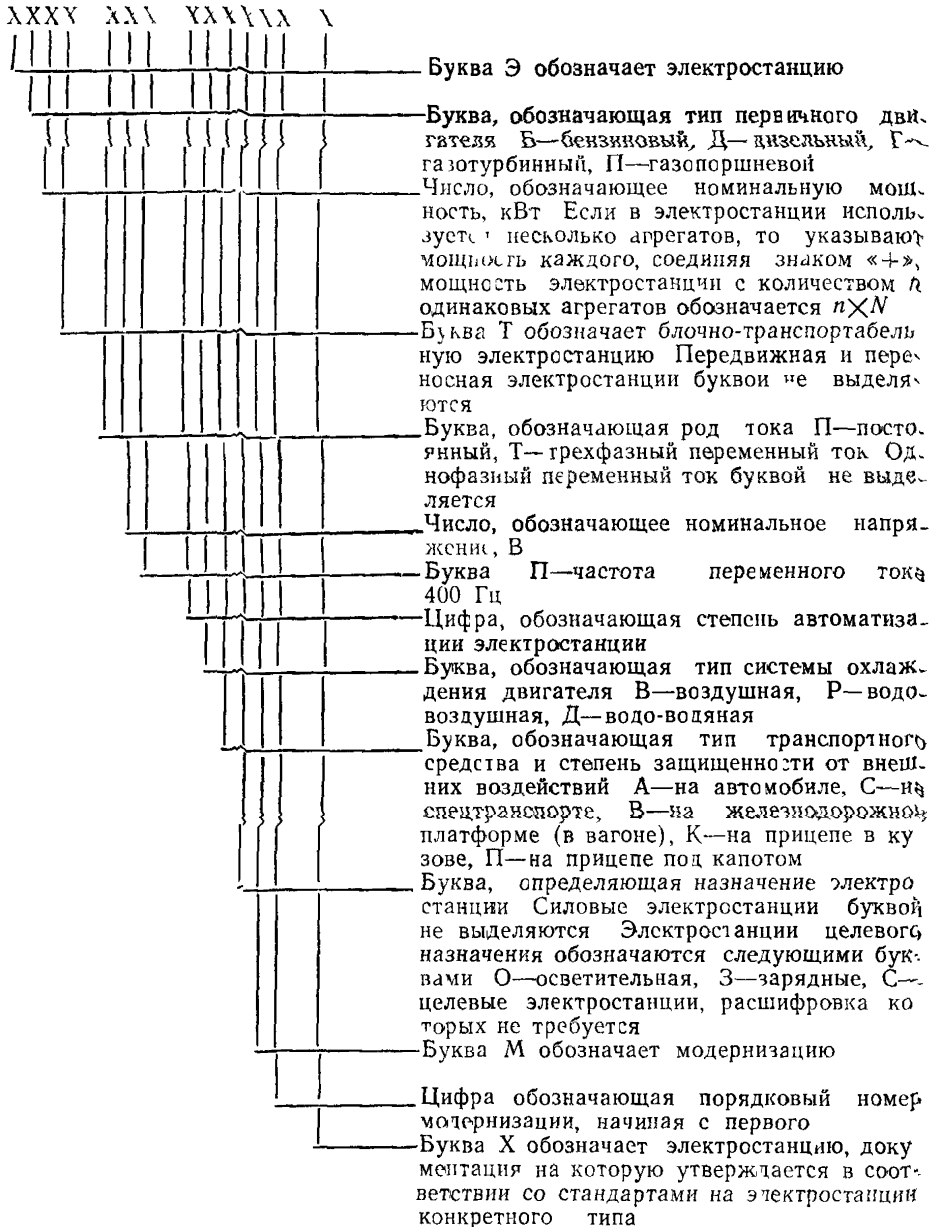 XXXX XXX XXXXXX X
Буква Э обозначает электростанцию
Буква, обозначающая тип первичного дви-
гателя Б—бензиновый, Д—дизельный, Г—
газотурбинный, П—газопоршневой
Число, обозначающее номинальную мощ-
ность, кВт Если в электростанции исполь-
зуется несколько агрегатов, то указывают
мощность каждого, соединяя знаком «+»,
мощность электростанции с количеством n
одинаковых агрегатов обозначается n×N
Буква Т обозначает блочно-транспортабель
ную электростанцию Передвижная и пере-
носная электростанции буквои не выделя-
ются
Буква, обозначающая род тока П—посто-
янный, Т—трехфазный переменный ток Од-
нофазный переменный ток буквой не выде-
ляется
Число, обозначающее номинальное напря-
жение, В
Буква П—частота переменного тока
400 Гц
Цифра, обозначающая степень автоматиза-
ции электростанции
Буква, обозначающая тип системы охлаж-
дения двигателя В—воздушная, Р—водо-
воздушная, Д—водо-водяная
Буква, обозначающая тип транспортного
средства и степень защищенности от внеш-
них воздействий А—на автомобиле, С—на
спецтранспорте, В—на железнодорожной
платформе (в вагоне), К—на прицепе в ку
зове, П—на прицепе под капотом
Буква, определяющая назначение электро
станции Силовые электростанции буквой
не выделяются Электростанции целевого
назначения обозначаются следующими бук-
вами О—осветительная, З—зарядные, С—
целевые электростанции, расшифровка ко
торых не требуется
Буква М обозначает модернизацию
Цифра обозначающая порядковый номер
модернизации, начиная с первого
Буква Х обозначает электростанцию, доку
ментация на которую утверждается в соот-
ветствии со стандартами на электростанции
конкретного типа